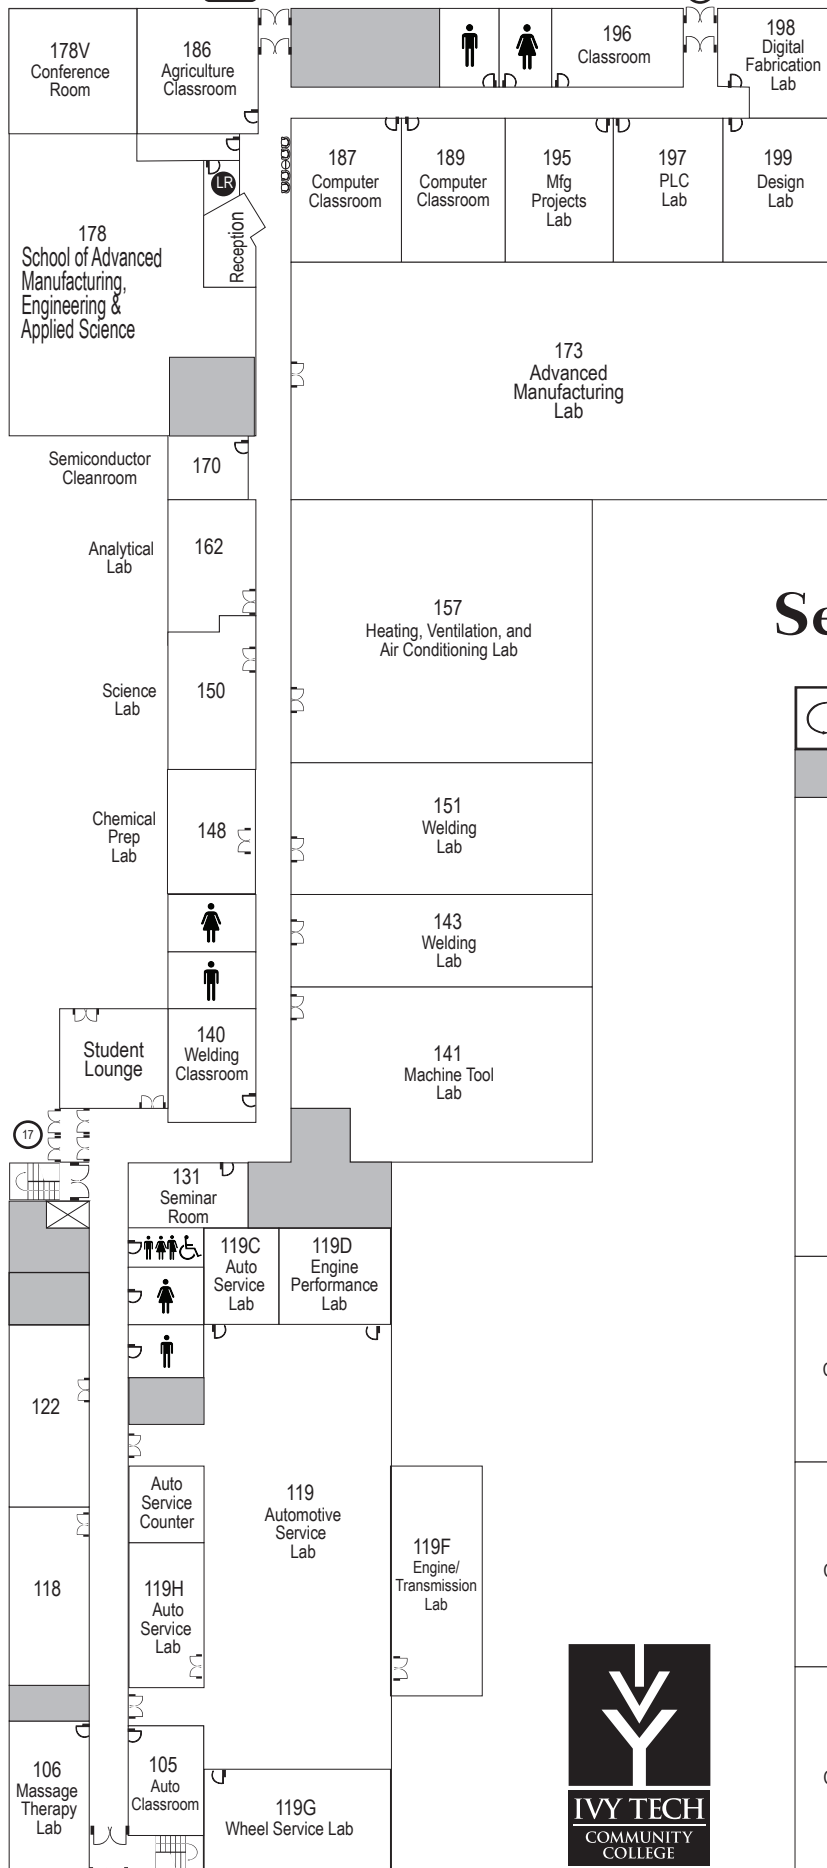 178V
Conference
Room
186
Agriculture
Classroom
196
Classroom
198
Digital
Fabrication
Lab
187
Computer
Classroom
189
Computer
Classroom
195
Mfg
Projects
Lab
197
PLC
Lab
199
Design
Lab
LR
Reception
178
School of Advanced
Manufacturing,
Engineering &
Applied Science
173
Advanced
Manufacturing
Lab
Semiconductor
Cleanroom
170
Analytical
Lab
162
157
Heating, Ventilation, and
Air Conditioning Lab
Se
Science
Lab
150
151
Welding
Lab
Chemical
Prep
Lab
148
143
Welding
Lab
Student
Lounge
140
Welding
Classroom
141
Machine Tool
Lab
17
131
Seminar
Room
119C
Auto
Service
Lab
119D
Engine
Performance
Lab
122
Auto
Service
Counter
119
Automotive
Service
Lab
119F
Engine/
Transmission
Lab
118
119H
Auto
Service
Lab
106
Massage
Therapy
Lab
105
Auto
Classroom
119G
Wheel Service Lab
IVY TECH
COMMUNITY
COLLEGE